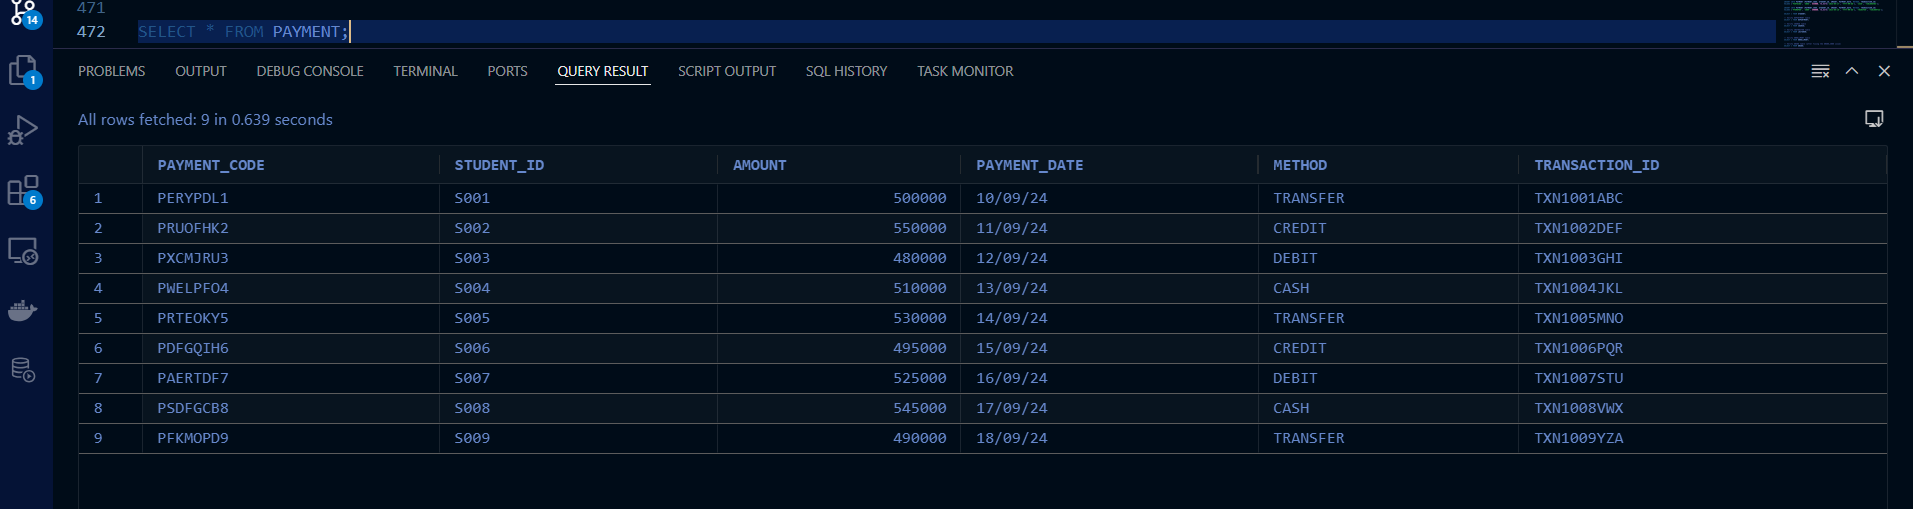 471
14
472 SELECT * FROM PAYMENT;
1
PROBLEMS OUTPUT DEBUG CONSOLE TERMINAL PORTS QUERY RESULT SCRIPT OUTPUT SQL HISTORY TASK MONITOR
All rows fetched: 9 in 0.639 seconds
PAYMENT_CODE STUDENT_ID AMOUNT PAYMENT_DATE METHOD TRANSACTION_ID
1 PERYPDL1 S001 500000 10/09/24 TRANSFER TXN1001ABC
6
2 PRUOFHK2 S002 550000 11/09/24 CREDIT TXN1002DEF
3 PXCMJRU3 S003 480000 12/09/24 DEBIT TXN1003GHI
4 PWELPFO4 S004 510000 13/09/24 CASH TXN1004JKL
5 PRTEOKY5 S005 530000 14/09/24 TRANSFER TXN1005MNO
6 PDFGQIH6 S006 495000 15/09/24 CREDIT TXN1006PQR
7 PAERTDF7 S007 525000 16/09/24 DEBIT TXN1007STU
8 PSDFGCB8 S008 545000 17/09/24 CASH TXN1008VWX
9 PFKMOPD9 S009 490000 18/09/24 TRANSFER TXN1009YZA